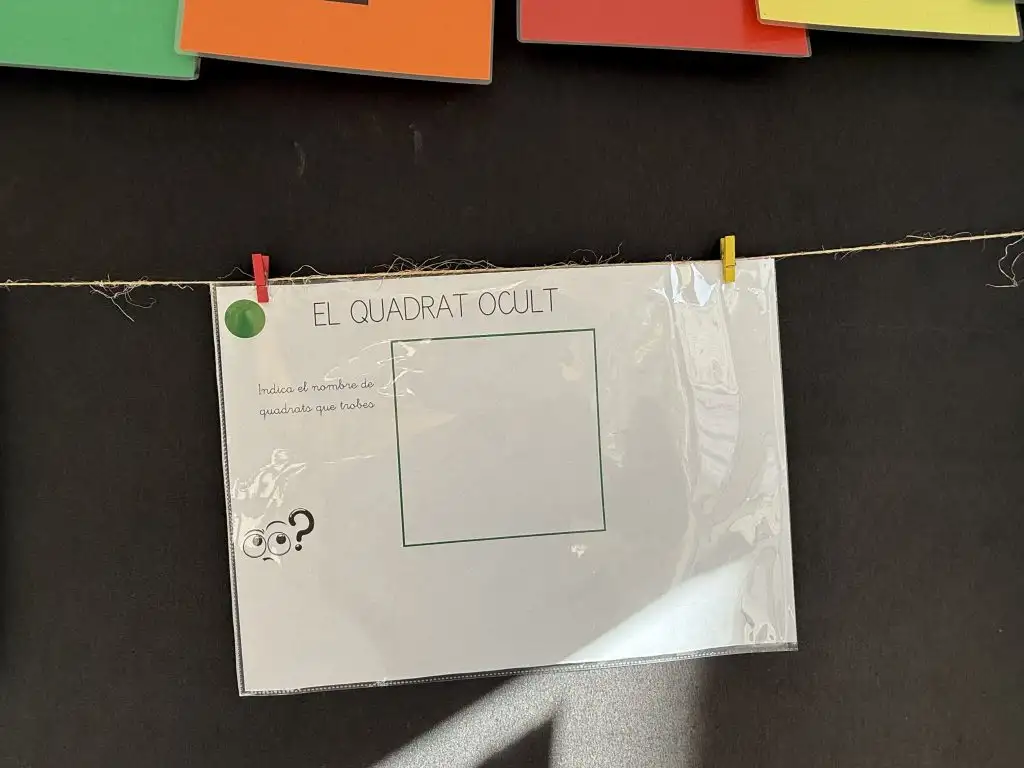 EL QUADRAT OCULT
Indica el nombre de
quadrats que trobes
?